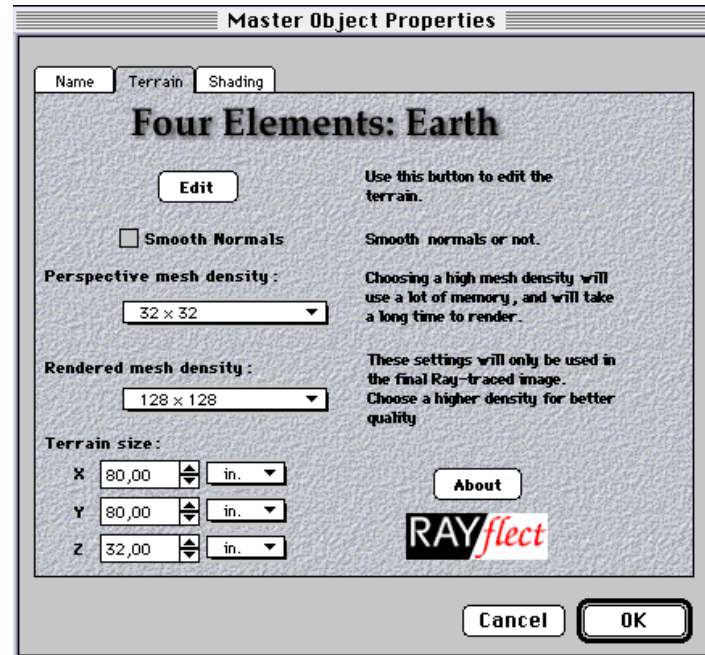 Master Object Properties
Name Terrain Shading
Four Elements: Earth
Edit
Use this button to edit the
terrain.
Smooth Normals
Smooth normals or not.
Perspective mesh density:
32 × 32
Choosing a high mesh density will
use a lot of memory, and will take
a long time to render.
Rendered mesh density:
128 × 128
These settings will only be used in
the final Ray-traced image.
Choose a higher density for better
quality
Terrain size:
X 80,00 in.
Y 80,00 in.
Z 32,00 in.
About
RAYflect
Cancel OK